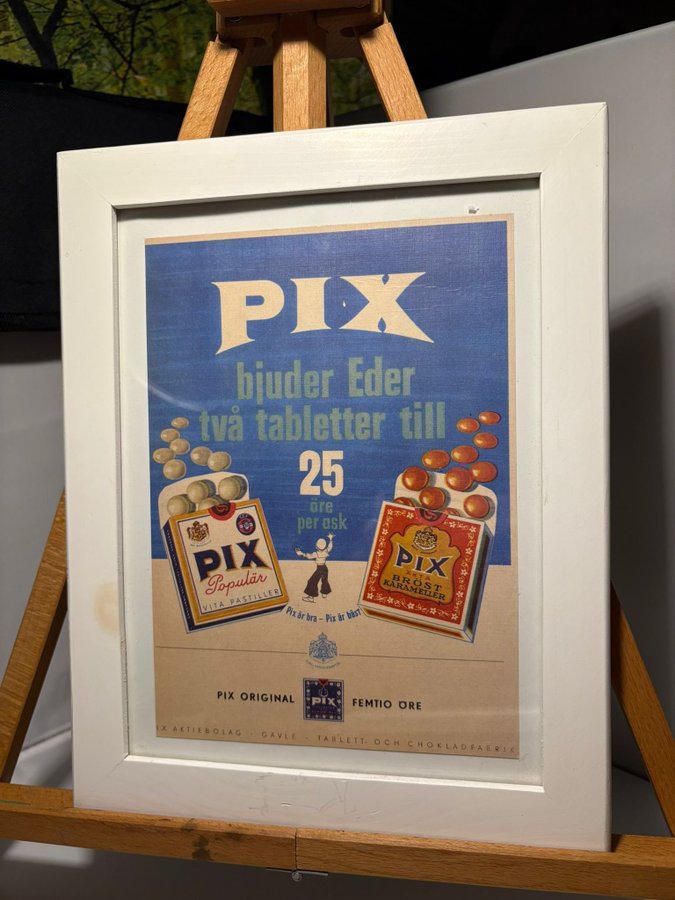 PIX
bjuder Eder
två tabletter till
25
öre
per ask
PIX
Populär
VITA PASTILLER
PIX
BRÖST
KARAMELLER
Pix är bra - Pix är bäst
PIX ORIGINAL
PIX
FEMTIO ÖRE
AKTIEBOLAG · GÄVLE · TABLETT OCH CHOKLADFABRIK